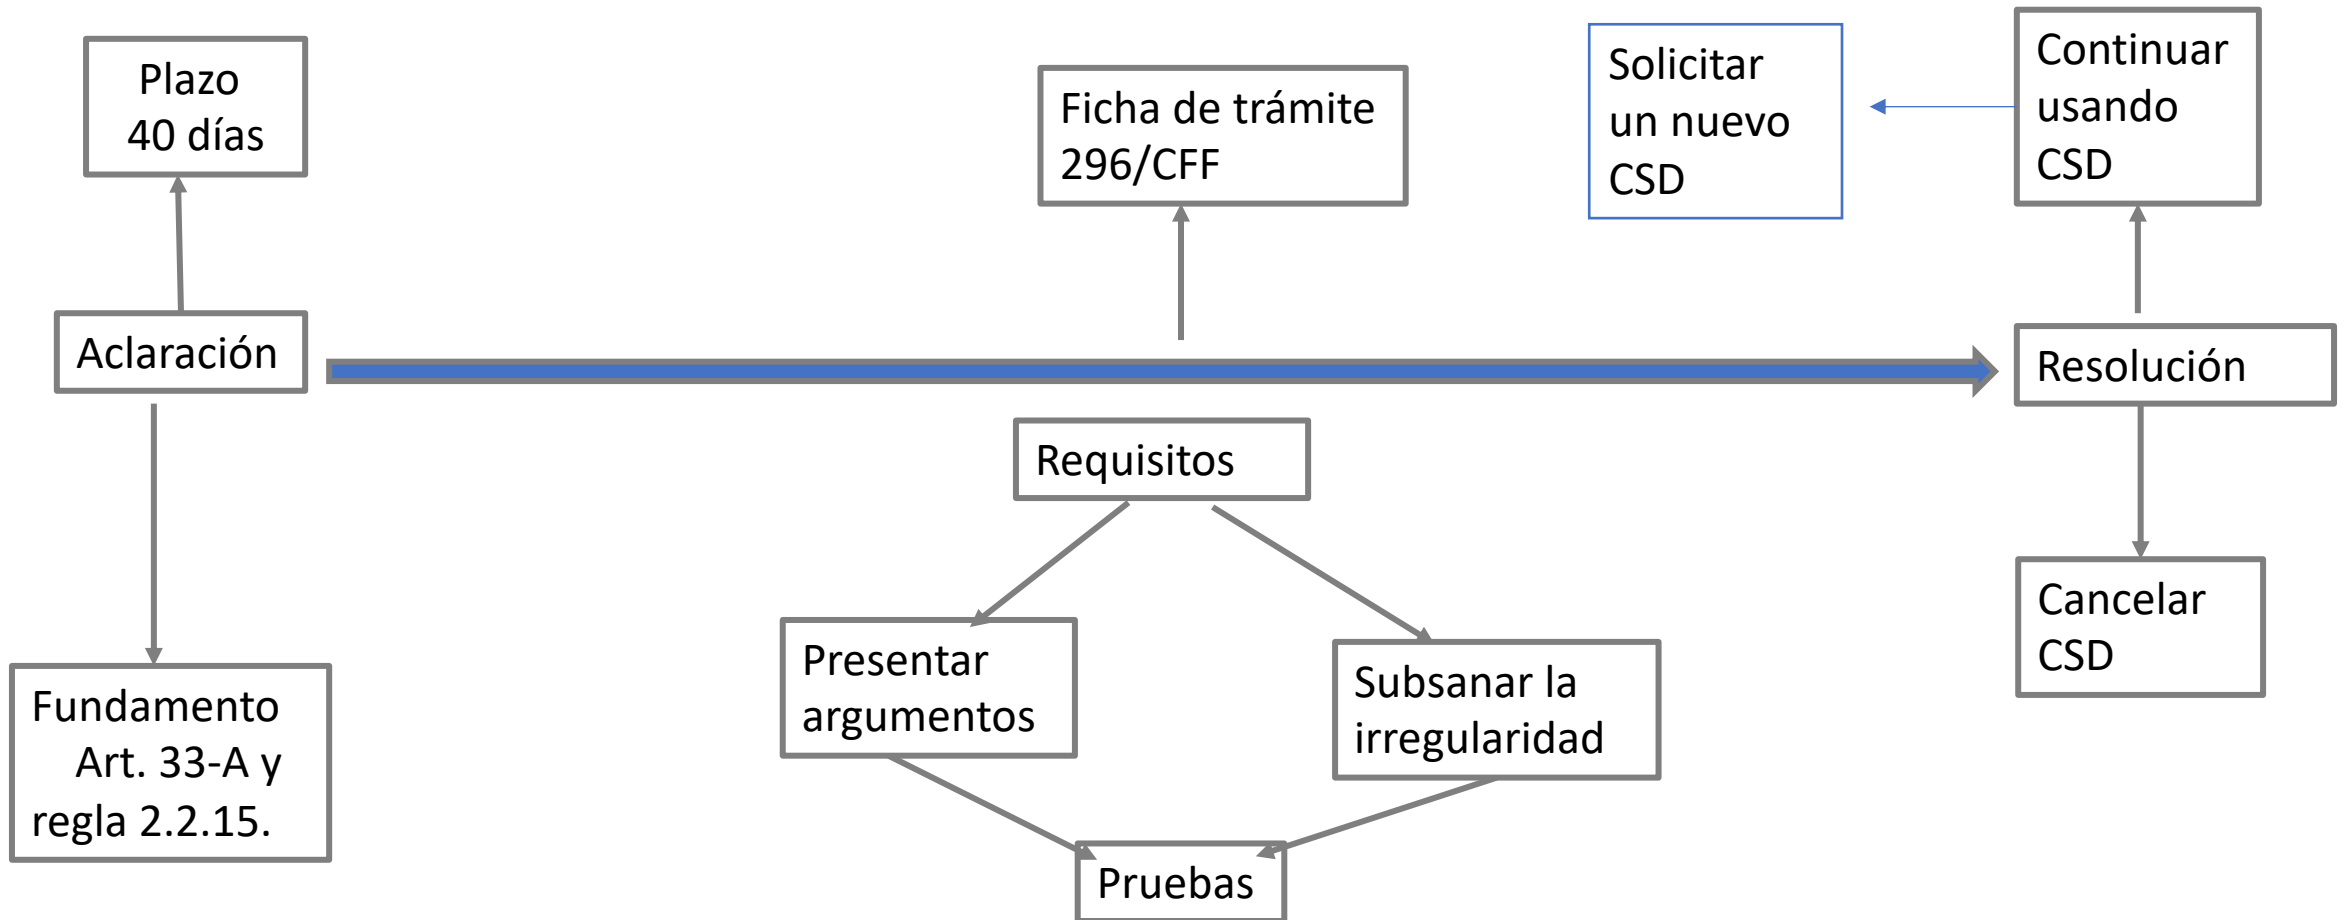 Plazo
40 días
Ficha de trámite
296/CFF
Solicitar
un nuevo
CSD
Continuar
usando
CSD
Aclaración
Resolución
Requisitos
Fundamento
Art. 33-A y
regla 2.2.15.
Presentar
argumentos
Subsanar la
irregularidad
Cancelar
CSD
Pruebas